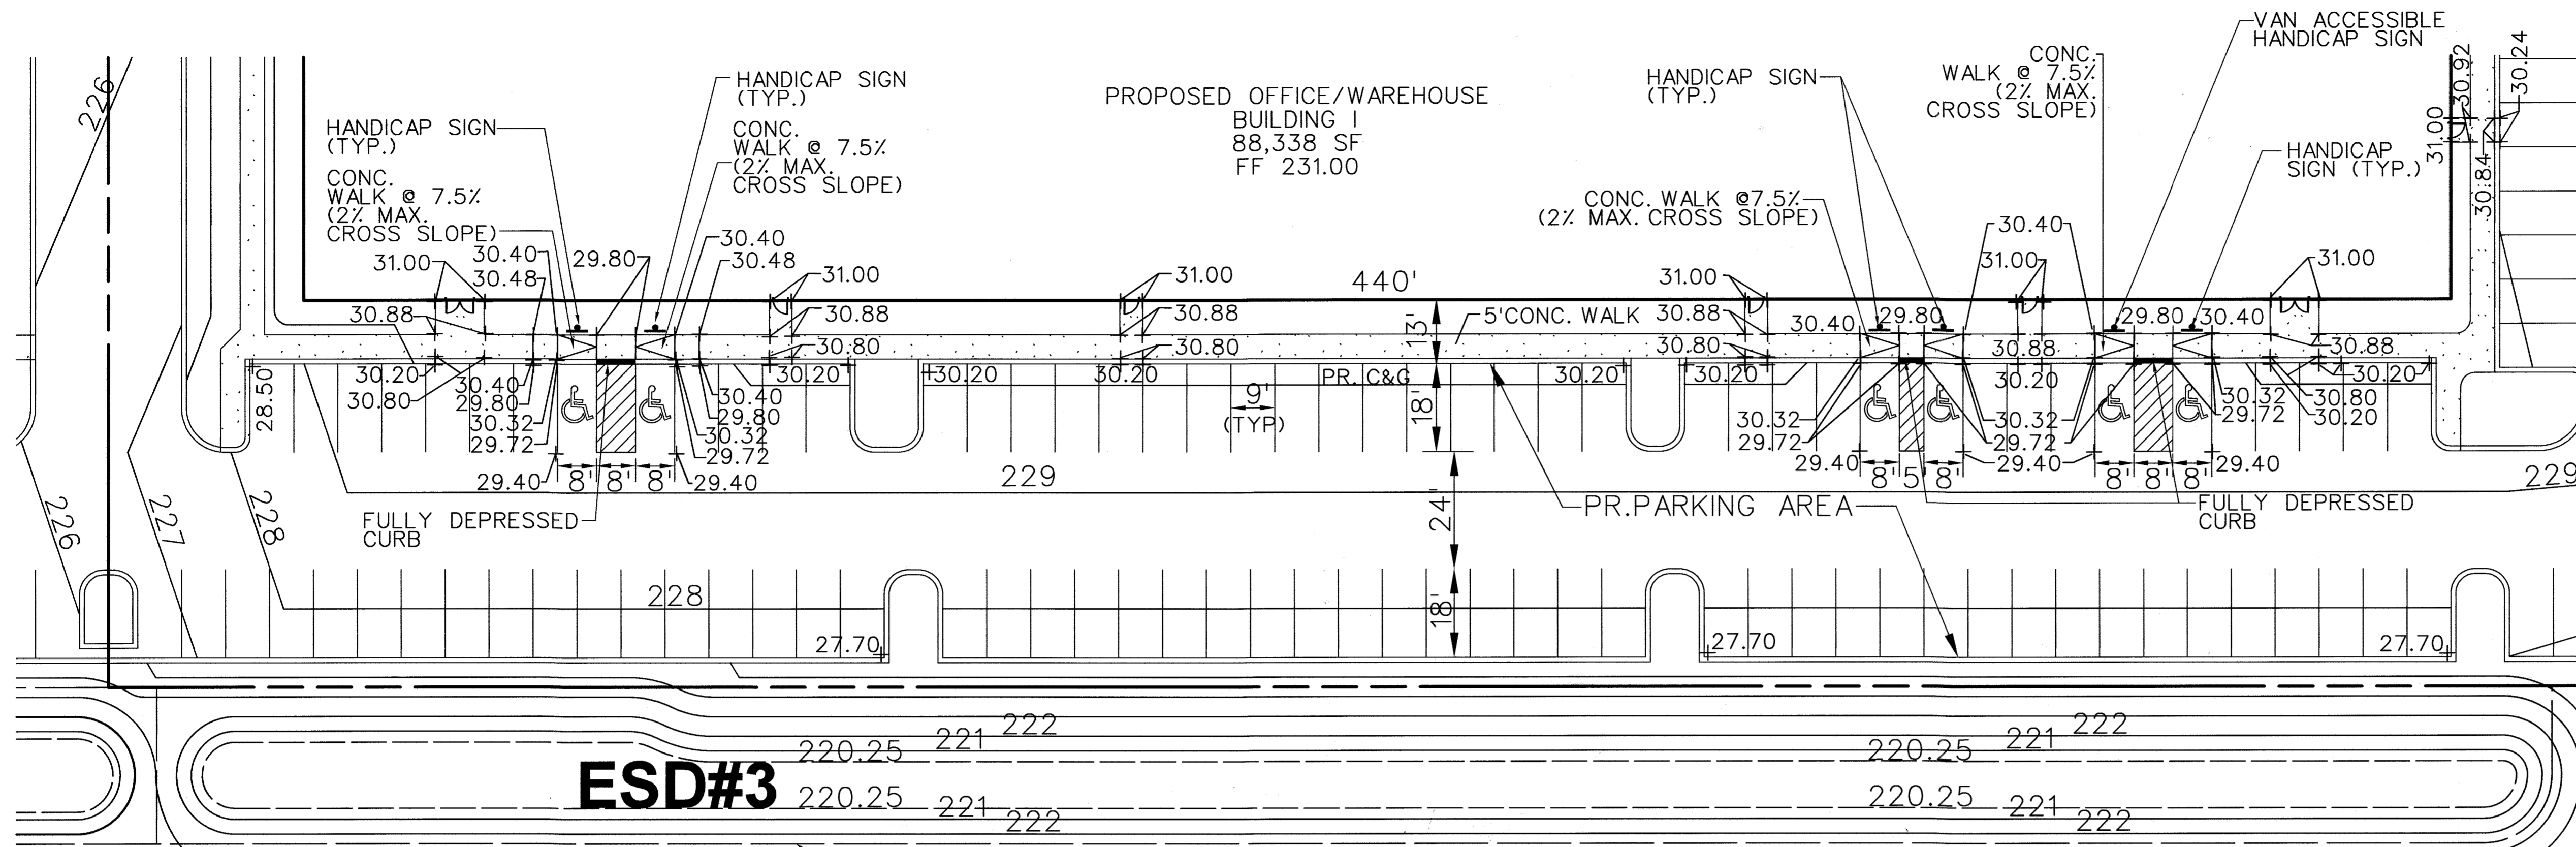 VAN ACCESSIBLE
HANDICAP SIGN
CONC.
WALK @ 7.5%
(2% MAX.
CROSS SLOPE)
30.92
30.24
HANDICAP SIGN
(TYP.)
HANDICAP SIGN
(TYP.)
PROPOSED OFFICE/WAREHOUSE
BUILDING 1
88,338 SF
FF 231.00
226
HANDICAP SIGN
(TYP.)
CONC.
WALK @ 7.5%
(2% MAX.
CROSS SLOPE)
CONC.
WALK @ 7.5%
(2% MAX.
CROSS SLOPE)
31.00
30.84
HANDICAP
SIGN (TYP.)
CONC. WALK @7.5%
(2% MAX. CROSS SLOPE)
30.40
30.40
30.48
29.80
30.40
30.48
31.00
31.00
31.00
440'
31.00
31.00
31.00
30.88
30.88
30.88
13'
5'CONC. WALK
30.88
30.40
29.80
29.80
30.40
30.80
30.80
30.80
30.88
30.88
28.50
30.20
30.80
30.40
29.80
30.32
29.72
30.20
30.20
30.20
PR. C&G
30.20
30.20
30.20
30.20
30.40
29.80
30.32
29.72
9'
(TYP)
18'
30.32
29.72
30.32
29.72
30.32
29.72
30.80
30.20
29.40
8'
8'
8'
29.40
29.40
8'
5'
8'
29.40
8'
8'
8'
29.40
226
227
228
229
229
FULLY DEPRESSED
CURB
24'
PR.PARKING AREA
FULLY DEPRESSED
CURB
228
18'
27.70
27.70
27.70
222
221
220.25
222
221
220.25
ESD#3
220.25
221
222
220.25
221
222